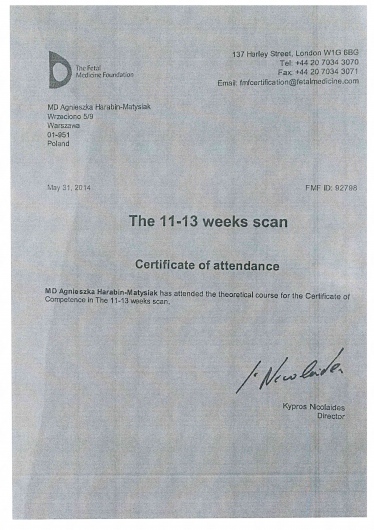 The Fetal
Medicine Foundation
137 Harley Street, London W1G 6BG
Tel: +44 20 7034 3070
Fax: +44 20 7034 3071
Email: fmfcertification@fetalmedicine.com
MD Agnieszka Harabin-Matysiak
Wrzeciono 5/9
Warszawa
01-951
Poland
May 31, 2014
FMF ID: 92798
The 11-13 weeks scan
Certificate of attendance
MD Agnieszka Harabin-Matysiak has attended the theoretical course for the Certificate of
Competence in The 11-13 weeks scan.
Kypros Nicolaides
Director